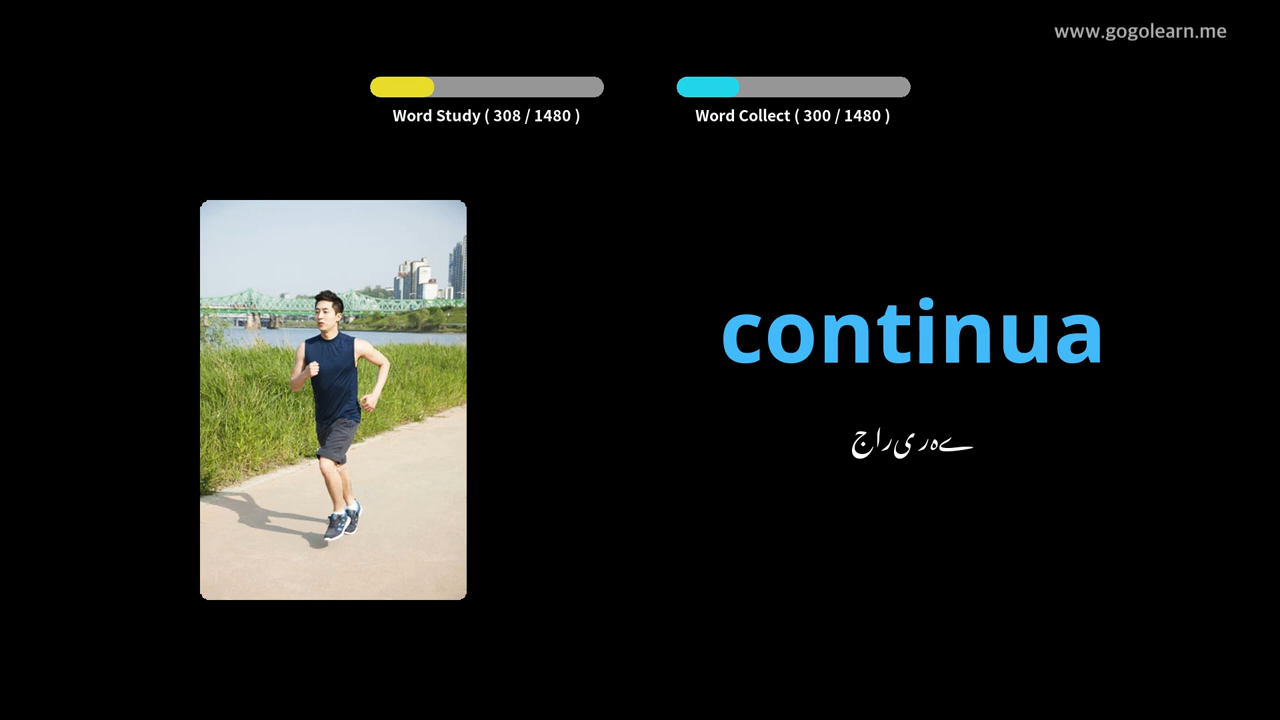 www.gogolearn.me
Word Study ( 308 / 1480 )
Word Collect ( 300 / 1480 )
continua
جاری رہے